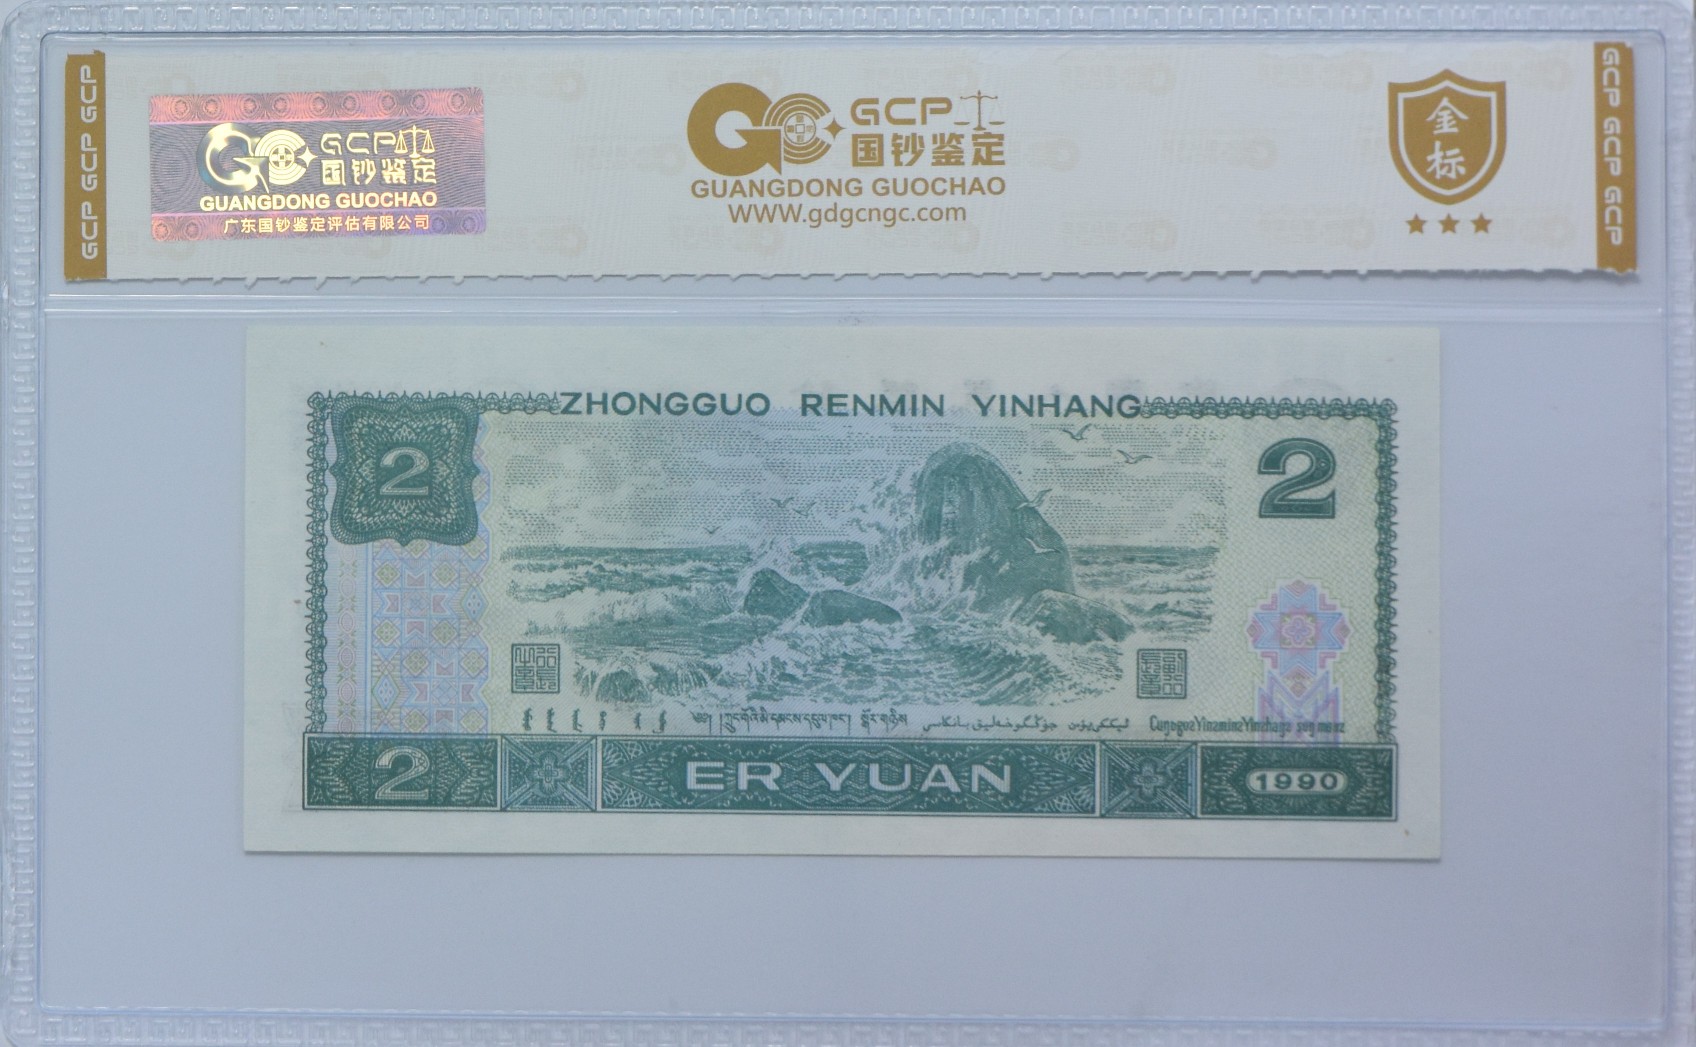 GCP GCP GCP
GCP
国钞鉴定
GUANGDONG GUOCHAO
广东国钞鉴定评估有限公司
GCP
国钞鉴定
GUANGDONG GUOCHAO
WWW.gdgcngc.com
金
标
GCP GCP GCP
ZHONGGUO RENMIN YINHANG
2
2
2
ER YUAN
1990